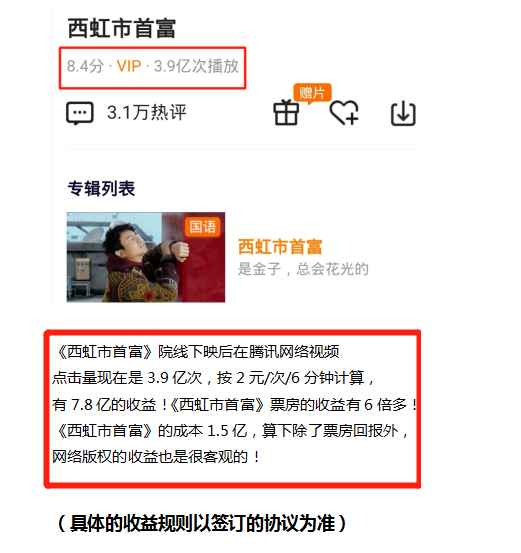 西虹市首富
8.4分 · VIP · 3.9亿次播放
3.1万热评
赠片
专辑列表
国语
西虹市首富
是金子，总会花光的
《西虹市首富》院线下映后在腾讯网络视频
点击量现在是 3.9 亿次，按 2 元/次/6 分钟计算，
有 7.8 亿的收益！《西虹市首富》票房的收益有 6 倍多！
《西虹市首富》的成本 1.5 亿，算下除了票房回报外，
网络版权的收益也是很客观的！
（具体的收益规则以签订的协议为准）